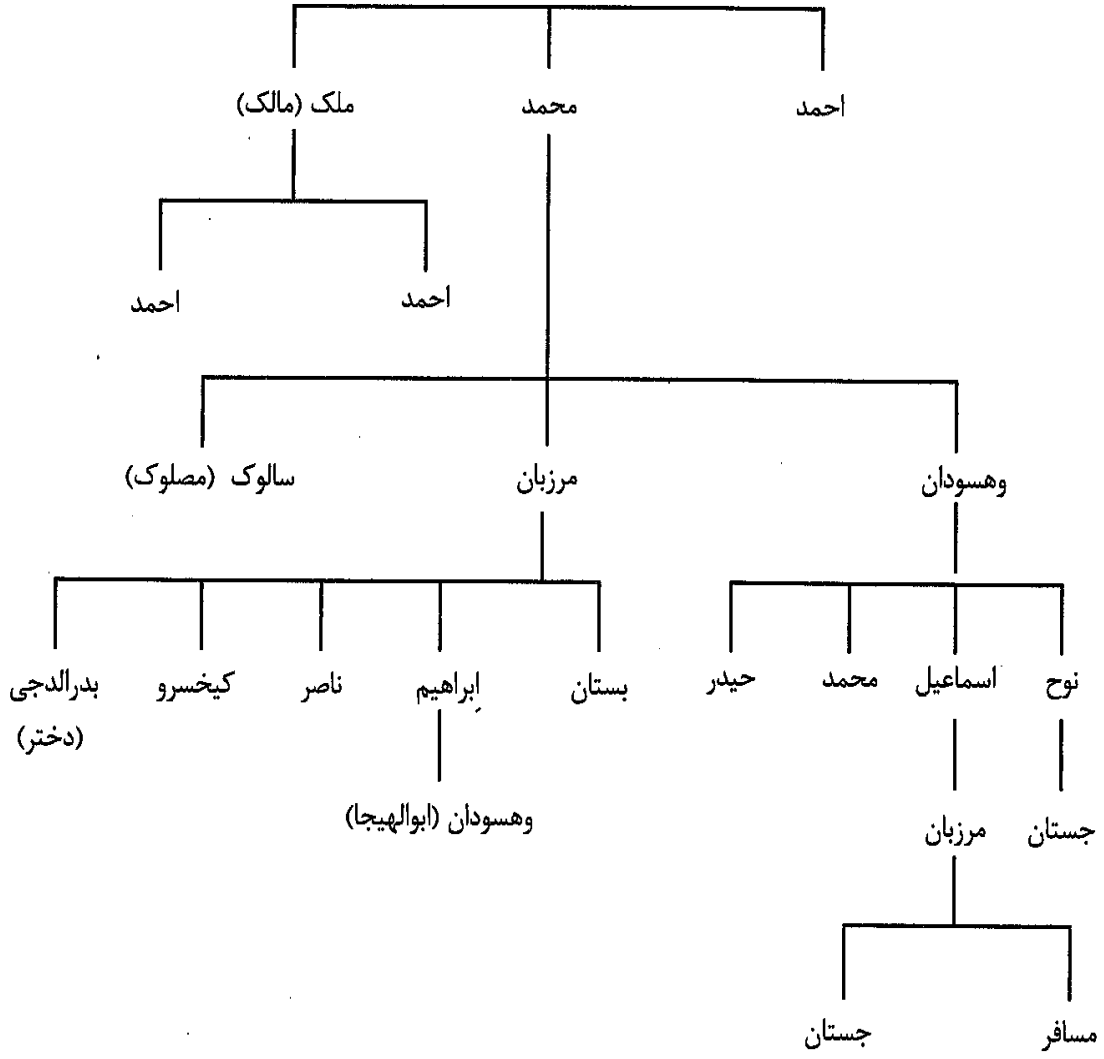 احمد محمد ملک (مالک)
احمد احمد
وهسودان مرزبان سالوک (مصلوک)
نوح اسماعیل محمد حیدر بستان اِبراهیم ناصر کیخسرو بدرالدجی
(دختر)
وهسودان (ابوالهیجا)
جستان مرزبان
مسافر جستان